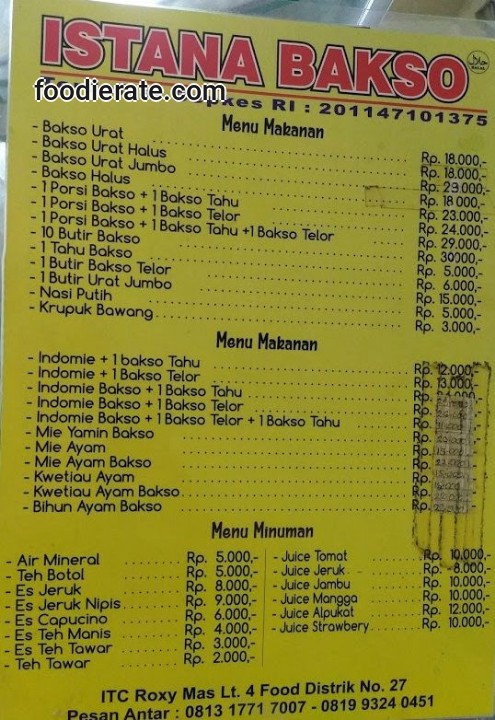 ISTANA BAKSO
HALAL
foodierate.com
pkes RI : 201147101375
Menu Makanan
- Bakso Urat Rp. 18.000,-
- Bakso Urat Halus Rp. 18.000,-
- Bakso Urat Jumbo Rp. 23.000,-
- Bakso Halus Rp. 18 000,-
- 1 Porsi Bakso + 1 Bakso Tahu Rp. 23.000,-
- 1 Porsi Bakso + 1 Bakso Telor Rp. 24.000,-
- 1 Porsi Bakso + 1 Bakso Tahu +1 Bakso Telor Rp. 29.000,-
- 10 Butir Bakso Rp. 30000,-
- 1 Tahu Bakso Rp. 5.000,-
- 1 Butir Bakso Telor Rp. 6.000,-
- 1 Butir Urat Jumbo Rp. 15.000,-
- Nasi Putih Rp. 5.000,-
- Krupuk Bawang Rp. 3.000,-
Menu Makanan
- Indomie + 1 bakso Tahu Rp. 12.000,-
- Indomie + 1 Bakso Telor Rp. 13.000,-
- Indomie Bakso + 1 Bakso Tahu Rp.
- Indomie Bakso + 1 Bakso Telor Rp.
- Indomie Bakso + 1 Bakso Telor + 1 Bakso Tahu Rp.
- Mie Yamin Bakso Rp.
- Mie Ayam Rp.
- Mie Ayam Bakso Rp.
- Kwetiau Ayam Rp.
- Kwetiau Ayam Bakso Rp.
- Bihun Ayam Bakso Rp.
Menu Minuman
- Air Mineral Rp. 5.000,-
- Teh Botol Rp. 5.000,-
- Es Jeruk Rp. 8.000,-
- Es Jeruk Nipis Rp. 9.000,-
- Es Capucino Rp. 6.000,-
- Es Teh Manis Rp. 4.000,-
- Es Teh Tawar Rp. 3.000,-
- Teh Tawar Rp. 2.000,-
- Juice Tomat Rp. 10.000,-
- Juice Jeruk Rp. 8.000,-
- Juice Jambu Rp. 10.000,-
- Juice Mangga Rp. 10.000,-
- Juice Alpukat Rp. 12.000,-
- Juice Strawbery Rp. 10.000,-
ITC Roxy Mas Lt. 4 Food Distrik No. 27
Pesan Antar : 0813 1771 7007 - 0819 9324 0451